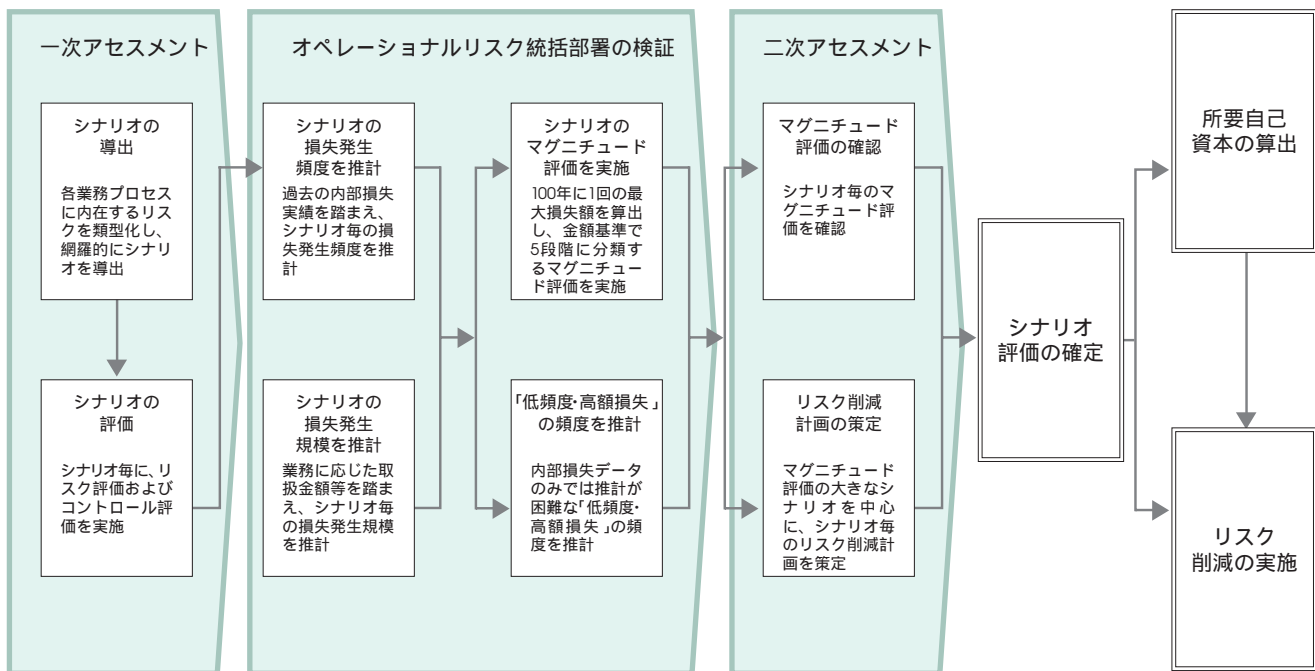 一次アセスメント
シナリオの
導出
各業務プロセス
に内在するリス
クを類型化し、
網羅的にシナリ
オを導出
シナリオの
評価
シナリオ毎に、リ
スク評価および
コントロール評
価を実施
オペレーショナルリスク統括部署の検証
シナリオの
損失発生
頻度を推計
過去の内部損失
実績を踏まえ、
シナリオ毎の損
失発生頻度を推
計
シナリオの
損失発生
規模を推計
業務に応じた取
扱金額等を踏ま
え、シナリオ毎
の損失発生規模
を推計
シナリオの
マグニチュード
評価を実施
100年に1回の最
大損失額を算出
し、金額基準で
5段階に分類す
るマグニチュー
ド評価を実施
「低頻度・高額損失」
の頻度を推計
内部損失データ
のみでは推計が
困難な「低頻度・
高額損失」の頻
度を推計
二次アセスメント
マグニチュード
評価の確認
シナリオ毎のマ
グニチュード評
価を確認
リスク削減
計画の策定
マグニチュード
評価の大きなシ
ナリオを中心
に、シナリオ毎
のリスク削減計
画を策定
シナリオ
評価の確定
所要自己
資本の算出
リスク
削減の実施